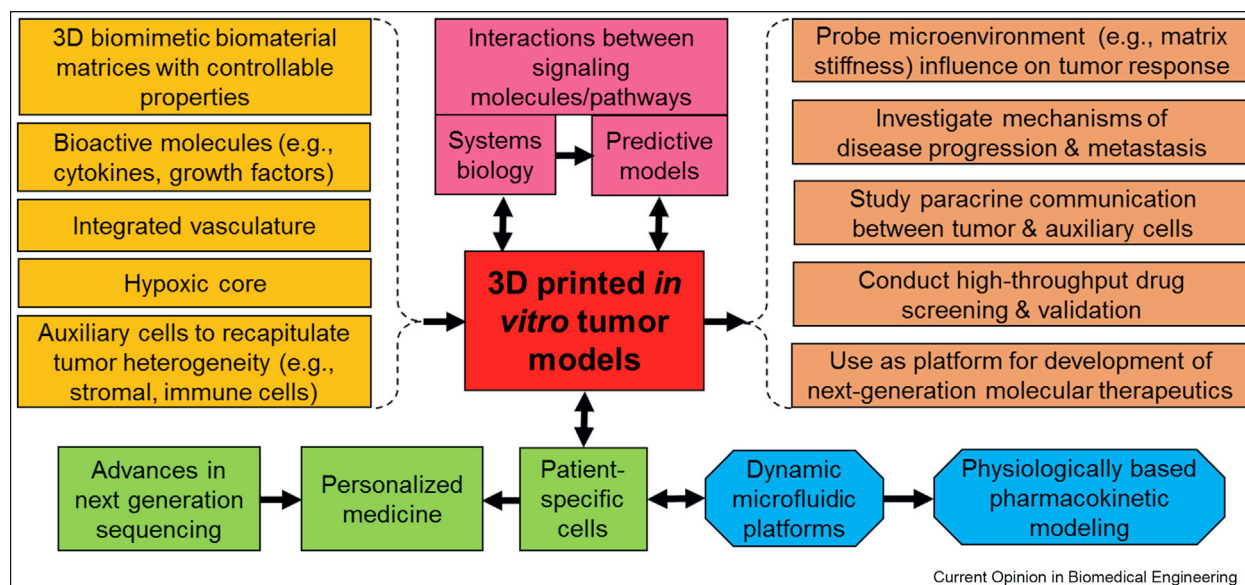 3D biomimetic biomaterial
matrices with controllable
properties
Bioactive molecules (e.g.,
cytokines, growth factors)
Integrated vasculature
Hypoxic core
Auxiliary cells to recapitulate
tumor heterogeneity (e.g.,
stromal, immune cells)
Interactions between
signaling
molecules/pathways
Systems
biology
Predictive
models
3D printed in
vitro tumor
models
Probe microenvironment (e.g., matrix
stiffness) influence on tumor response
Investigate mechanisms of
disease progression & metastasis
Study paracrine communication
between tumor & auxiliary cells
Conduct high-throughput drug
screening & validation
Use as platform for development of
next-generation molecular therapeutics
Advances in
next generation
sequencing
Personalized
medicine
Patient-
specific
cells
Dynamic
microfluidic
platforms
Physiologically based
pharmacokinetic
modeling
Current Opinion in Biomedical Engineering